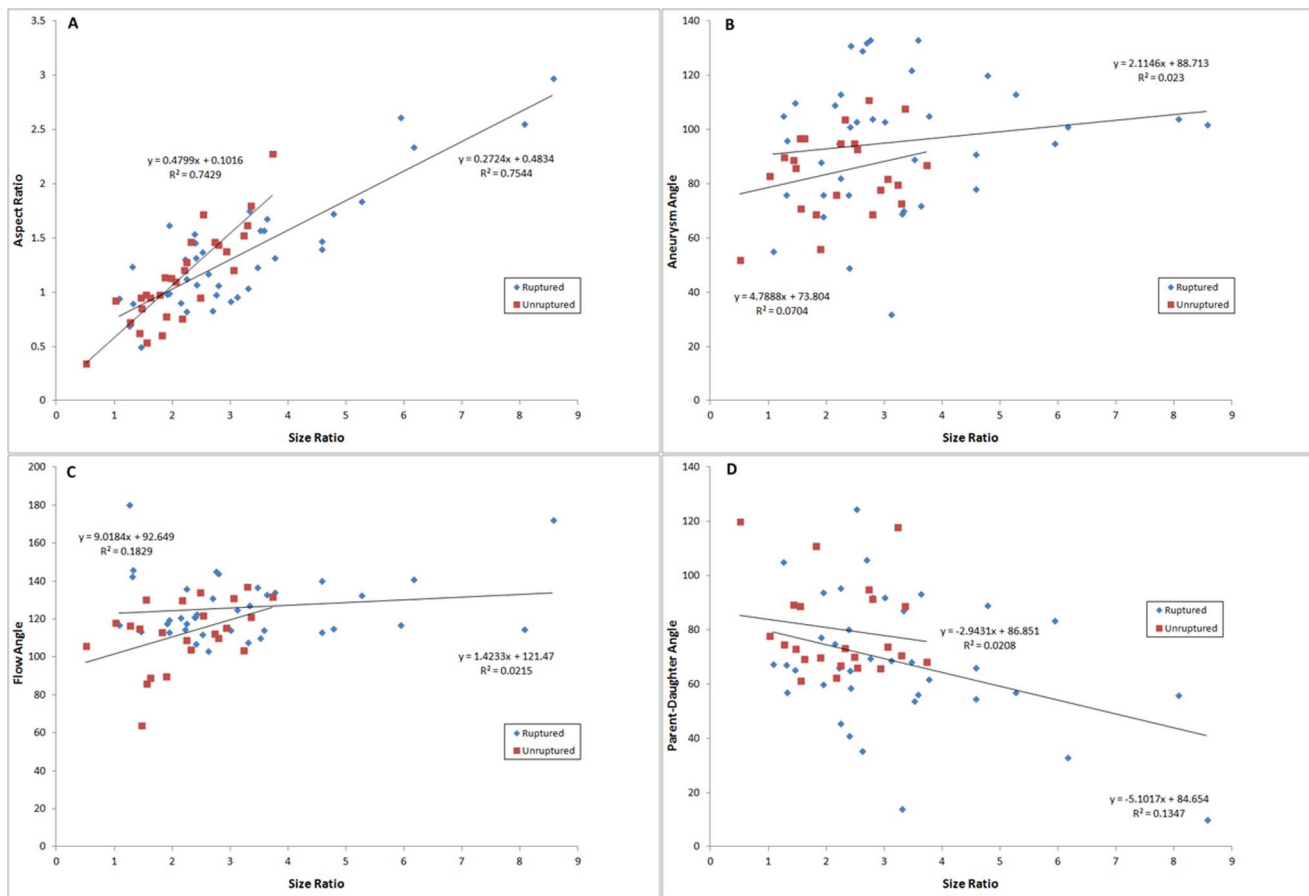 A
3.5
3
2.5
2
1.5
1
0.5
0
0 1 2 3 4 5 6 7 8 9
Aspect Ratio
Size Ratio
y = 0.4799x + 0.1016
R² = 0.7429
y = 0.2724x + 0.4834
R² = 0.7544
Ruptured
Unruptured
B
140
120
100
80
60
40
20
0
0 1 2 3 4 5 6 7 8 9
Aneurysm Angle
Size Ratio
y = 2.1146x + 88.713
R² = 0.023
y = 4.7888x + 73.804
R² = 0.0704
Ruptured
Unruptured
C
200
180
160
140
120
100
80
60
40
20
0
0 1 2 3 4 5 6 7 8 9
Flow Angle
Size Ratio
y = 9.0184x + 92.649
R² = 0.1829
y = 1.4233x + 121.47
R² = 0.0215
Ruptured
Unruptured
D
140
120
100
80
60
40
20
0
0 1 2 3 4 5 6 7 8 9
Parent-Daughter Angle
Size Ratio
y = -2.9431x + 86.851
R² = 0.0208
Ruptured
Unruptured
y = -5.1017x + 84.654
R² = 0.1347